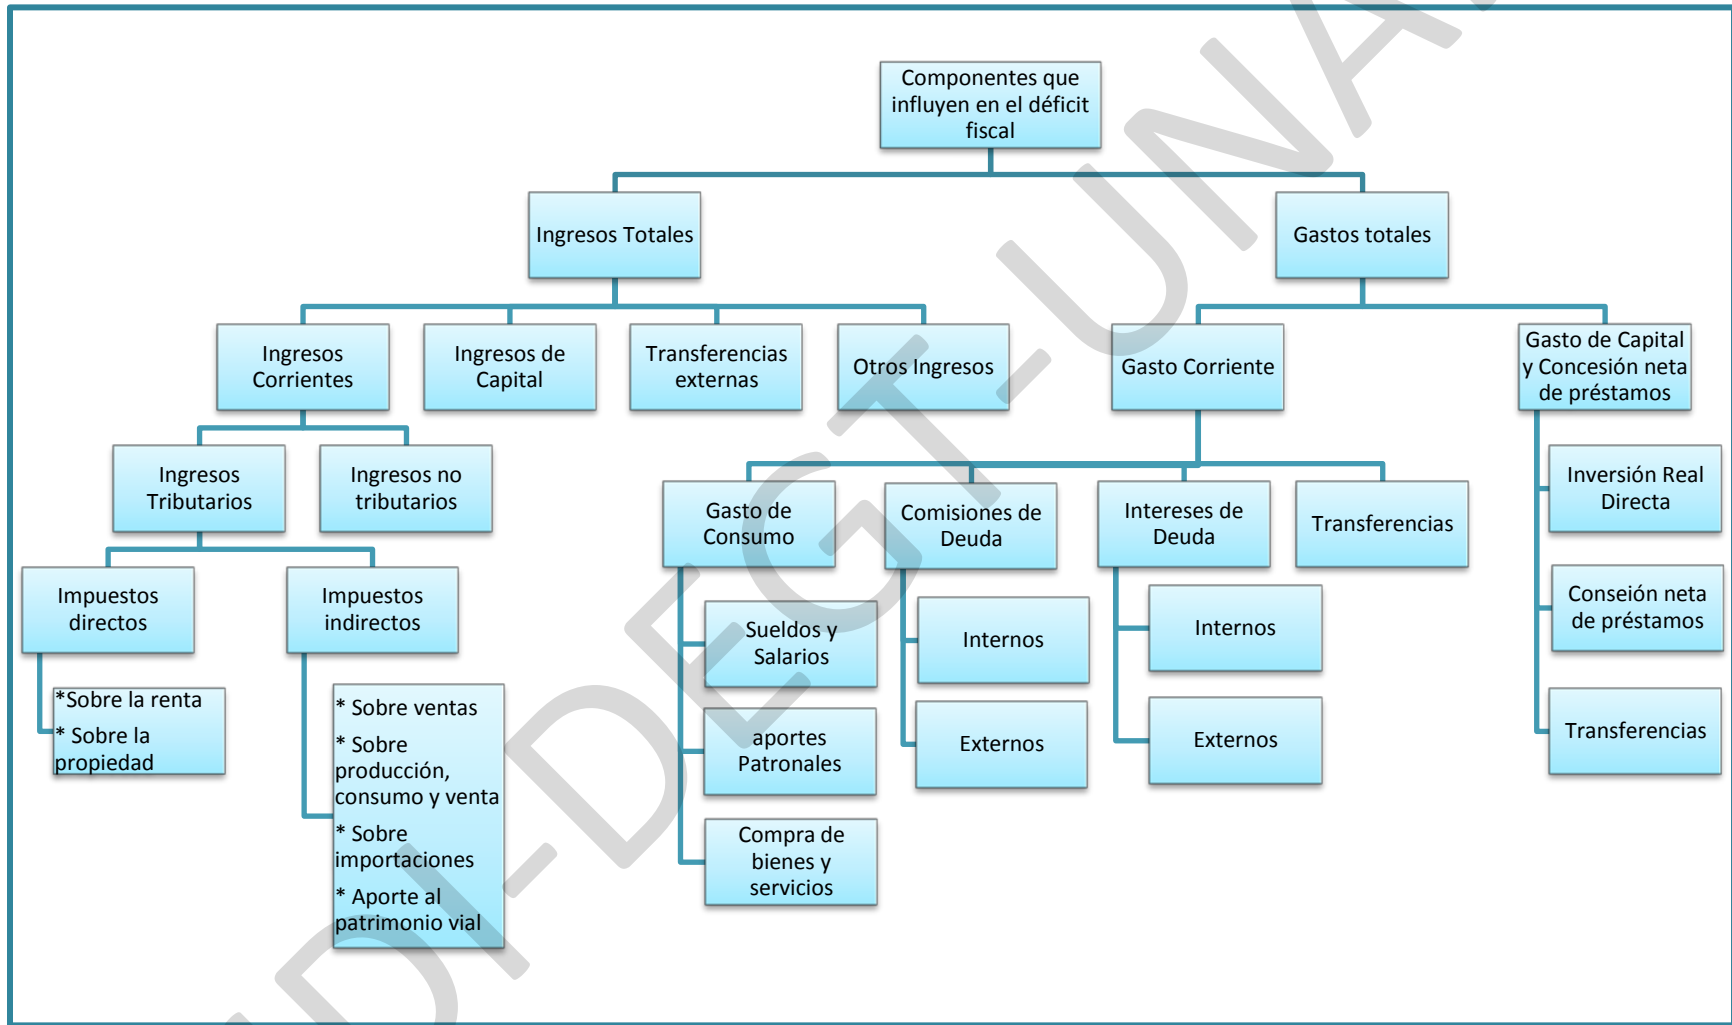 Componentes que
influyen en el déficit
fiscal
Ingresos Totales
Gastos totales
Ingresos
Corrientes
Ingresos de
Capital
Transferencias
externas
Otros Ingresos
Gasto Corriente
Gasto de Capital
y Concesión neta
de préstamos
Ingresos
Tributarios
Ingresos no
tributarios
Gasto de
Consumo
Comisiones de
Deuda
Intereses de
Deuda
Transferencias
Inversión Real
Directa
Impuestos
directos
Impuestos
indirectos
Sueldos y
Salarios
Internos
Internos
Conseión neta
de préstamos
*Sobre la renta
* Sobre la
propiedad
* Sobre ventas
* Sobre
producción,
consumo y venta
* Sobre
importaciones
* Aporte al
patrimonio vial
aportes
Patronales
Externos
Externos
Transferencias
Compra de
bienes y
servicios
DI-DEGT-UNA